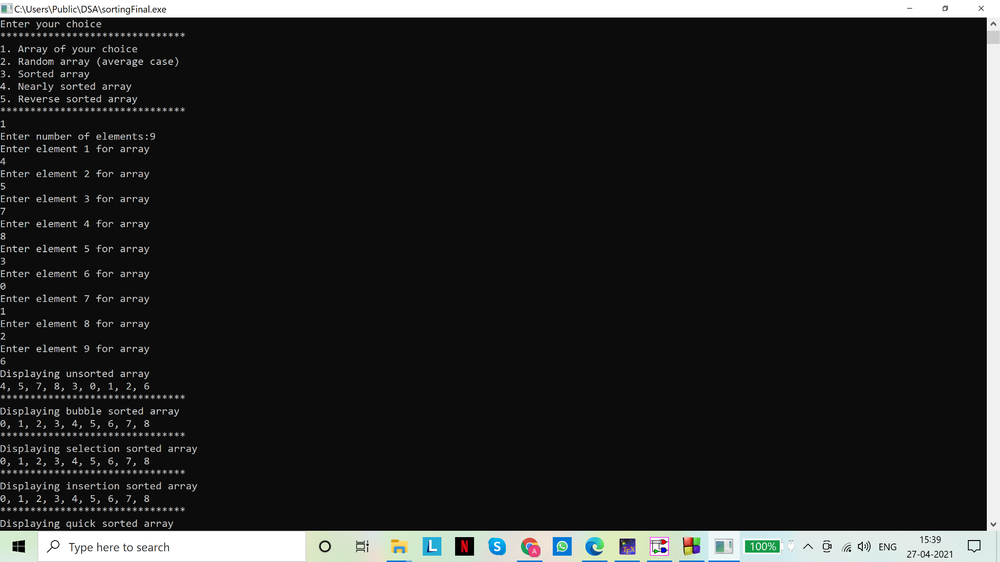 C:\Users\Public\DSA\sortingFinal.exe
Enter your choice
*******************************
1. Array of your choice
2. Random array (average case)
3. Sorted array
4. Nearly sorted array
5. Reverse sorted array
*******************************
1
Enter number of elements:9
Enter element 1 for array
4
Enter element 2 for array
5
Enter element 3 for array
7
Enter element 4 for array
8
Enter element 5 for array
3
Enter element 6 for array
0
Enter element 7 for array
1
Enter element 8 for array
2
Enter element 9 for array
6
Displaying unsorted array
4, 5, 7, 8, 3, 0, 1, 2, 6
*******************************
Displaying bubble sorted array
0, 1, 2, 3, 4, 5, 6, 7, 8
*******************************
Displaying selection sorted array
0, 1, 2, 3, 4, 5, 6, 7, 8
*******************************
Displaying insertion sorted array
0, 1, 2, 3, 4, 5, 6, 7, 8
*******************************
Displaying quick sorted array
Type here to search
L
N
S
A
TEX
100%
ENG
15:39
27-04-2021